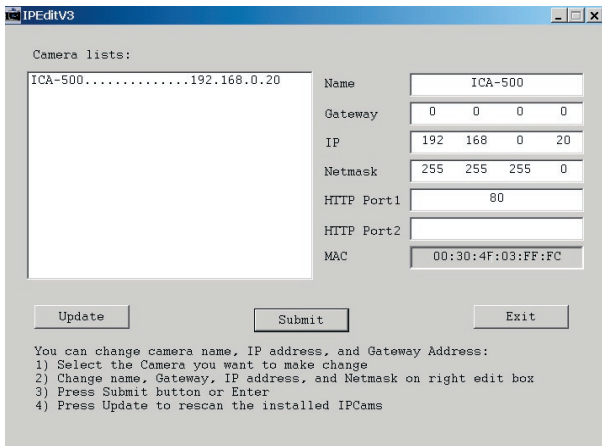 IPEditV3
Camera lists:
ICA-500..............192.168.0.20
Name ICA-500
Gateway 0 0 0 0
IP 192 168 0 20
Netmask 255 255 255 0
HTTP Port1 80
HTTP Port2
MAC 00:30:4F:03:FF:FC
Update Submit Exit
You can change camera name, IP address, and Gateway Address:
1) Select the Camera you want to make change
2) Change name, Gateway, IP address, and Netmask on right edit box
3) Press Submit button or Enter
4) Press Update to rescan the installed IPCams